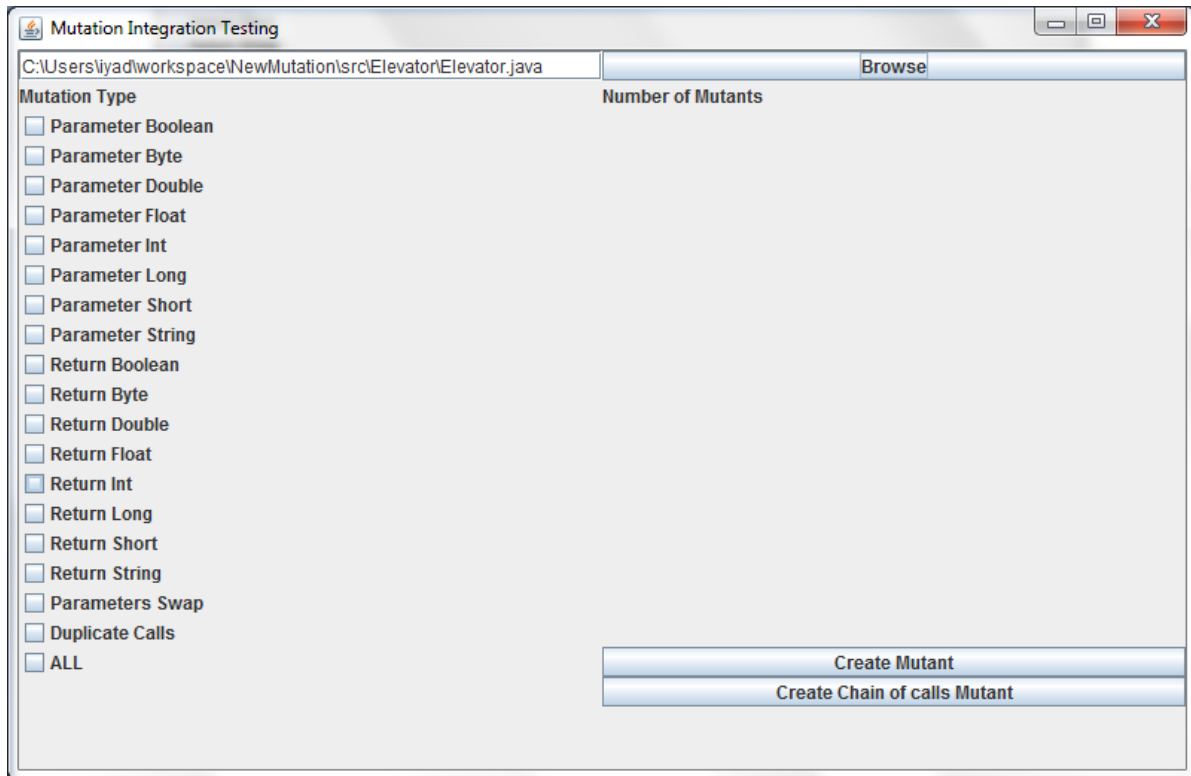 Mutation Integration Testing
C:\Users\iyad\workspace\NewMutation\src\Elevator\Elevator.java Browse
Mutation Type Number of Mutants
Parameter Boolean
Parameter Byte
Parameter Double
Parameter Float
Parameter Int
Parameter Long
Parameter Short
Parameter String
Return Boolean
Return Byte
Return Double
Return Float
Return Int
Return Long
Return Short
Return String
Parameters Swap
Duplicate Calls
ALL Create Mutant
Create Chain of calls Mutant